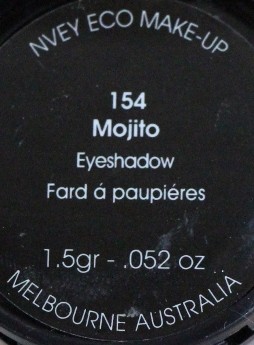 NVEY ECO MAKE-UP
154
Mojito
Eyeshadow
Fard á paupiéres
1.5gr - .052 oz
MELBOURNE AUSTRALIA